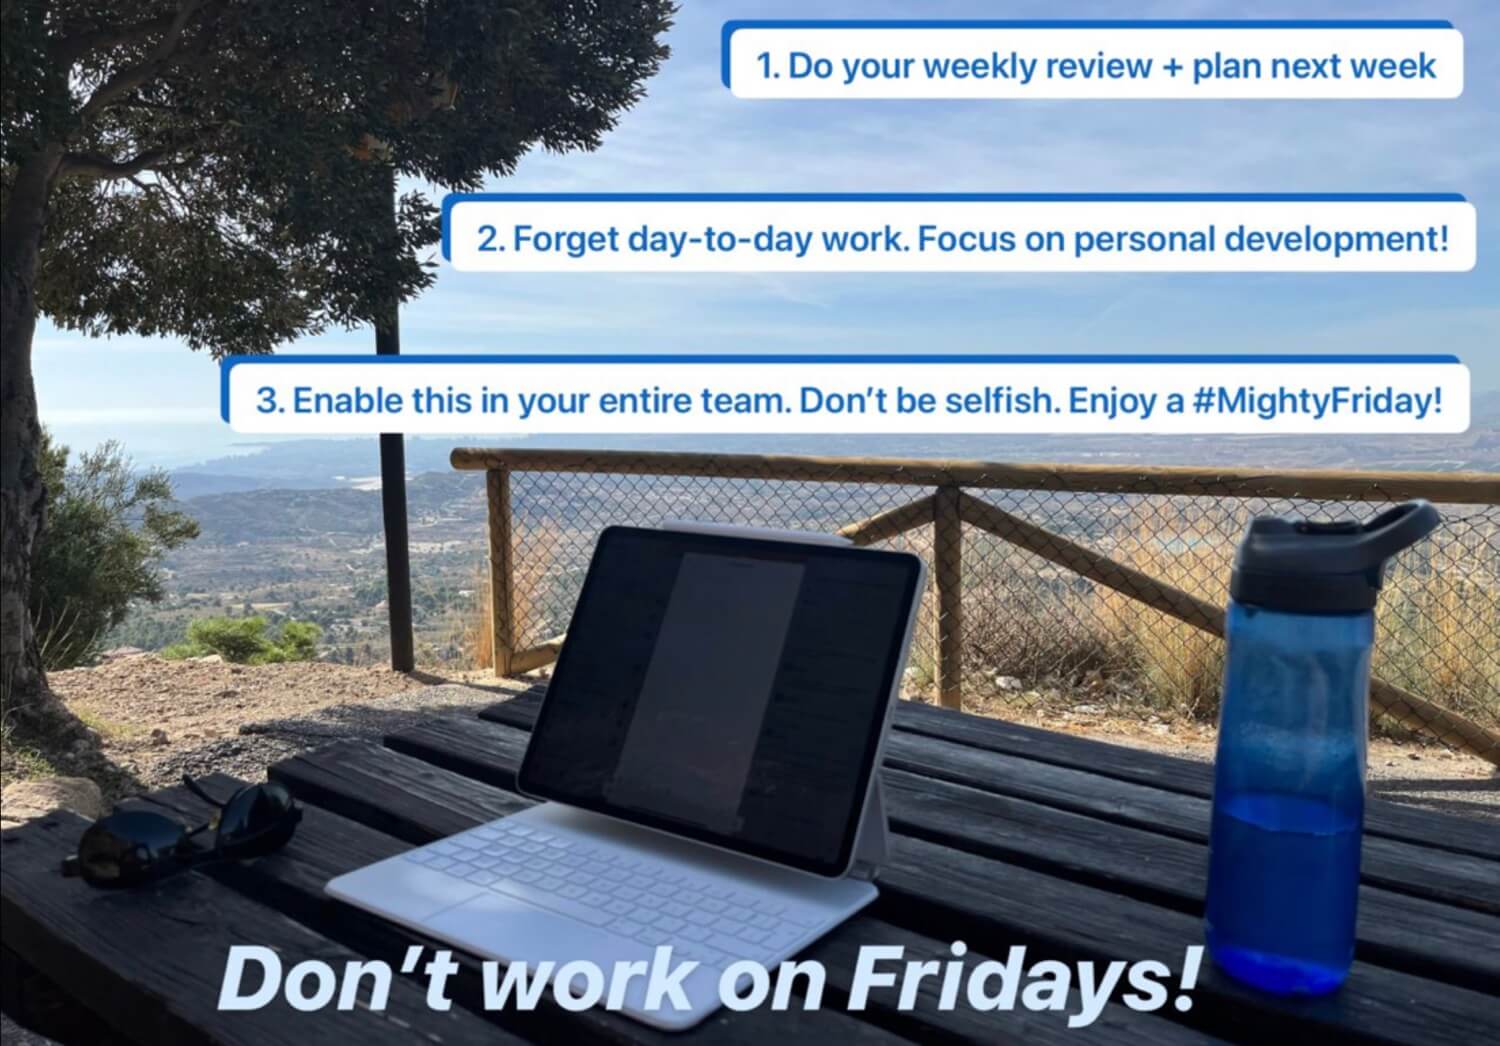 1. Do your weekly review + plan next week
2. Forget day-to-day work. Focus on personal development!
3. Enable this in your entire team. Don’t be selfish. Enjoy a #MightyFriday!
Don’t work on Fridays!